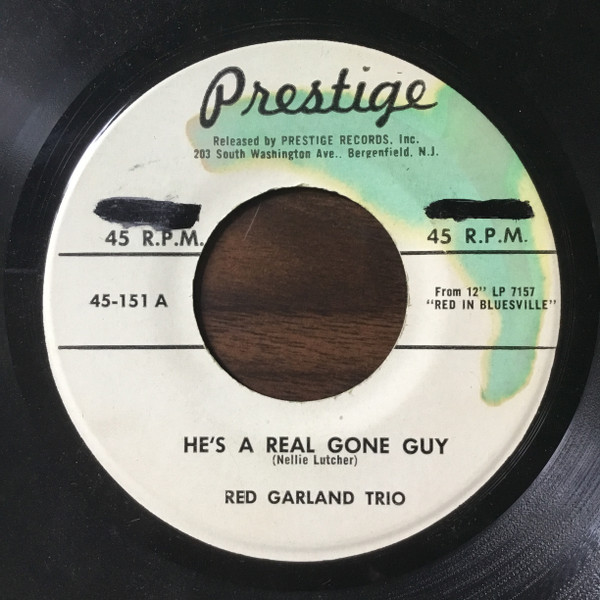 Prestige
Released by PRESTIGE RECORDS, Inc.
203 South Washington Ave., Bergenfield, N.J.
45 R.P.M.
45 R.P.M.
45-151 A
From 12" LP 7157
"RED IN BLUESVILLE"
HE'S A REAL GONE GUY
(Nellie Lutcher)
RED GARLAND TRIO